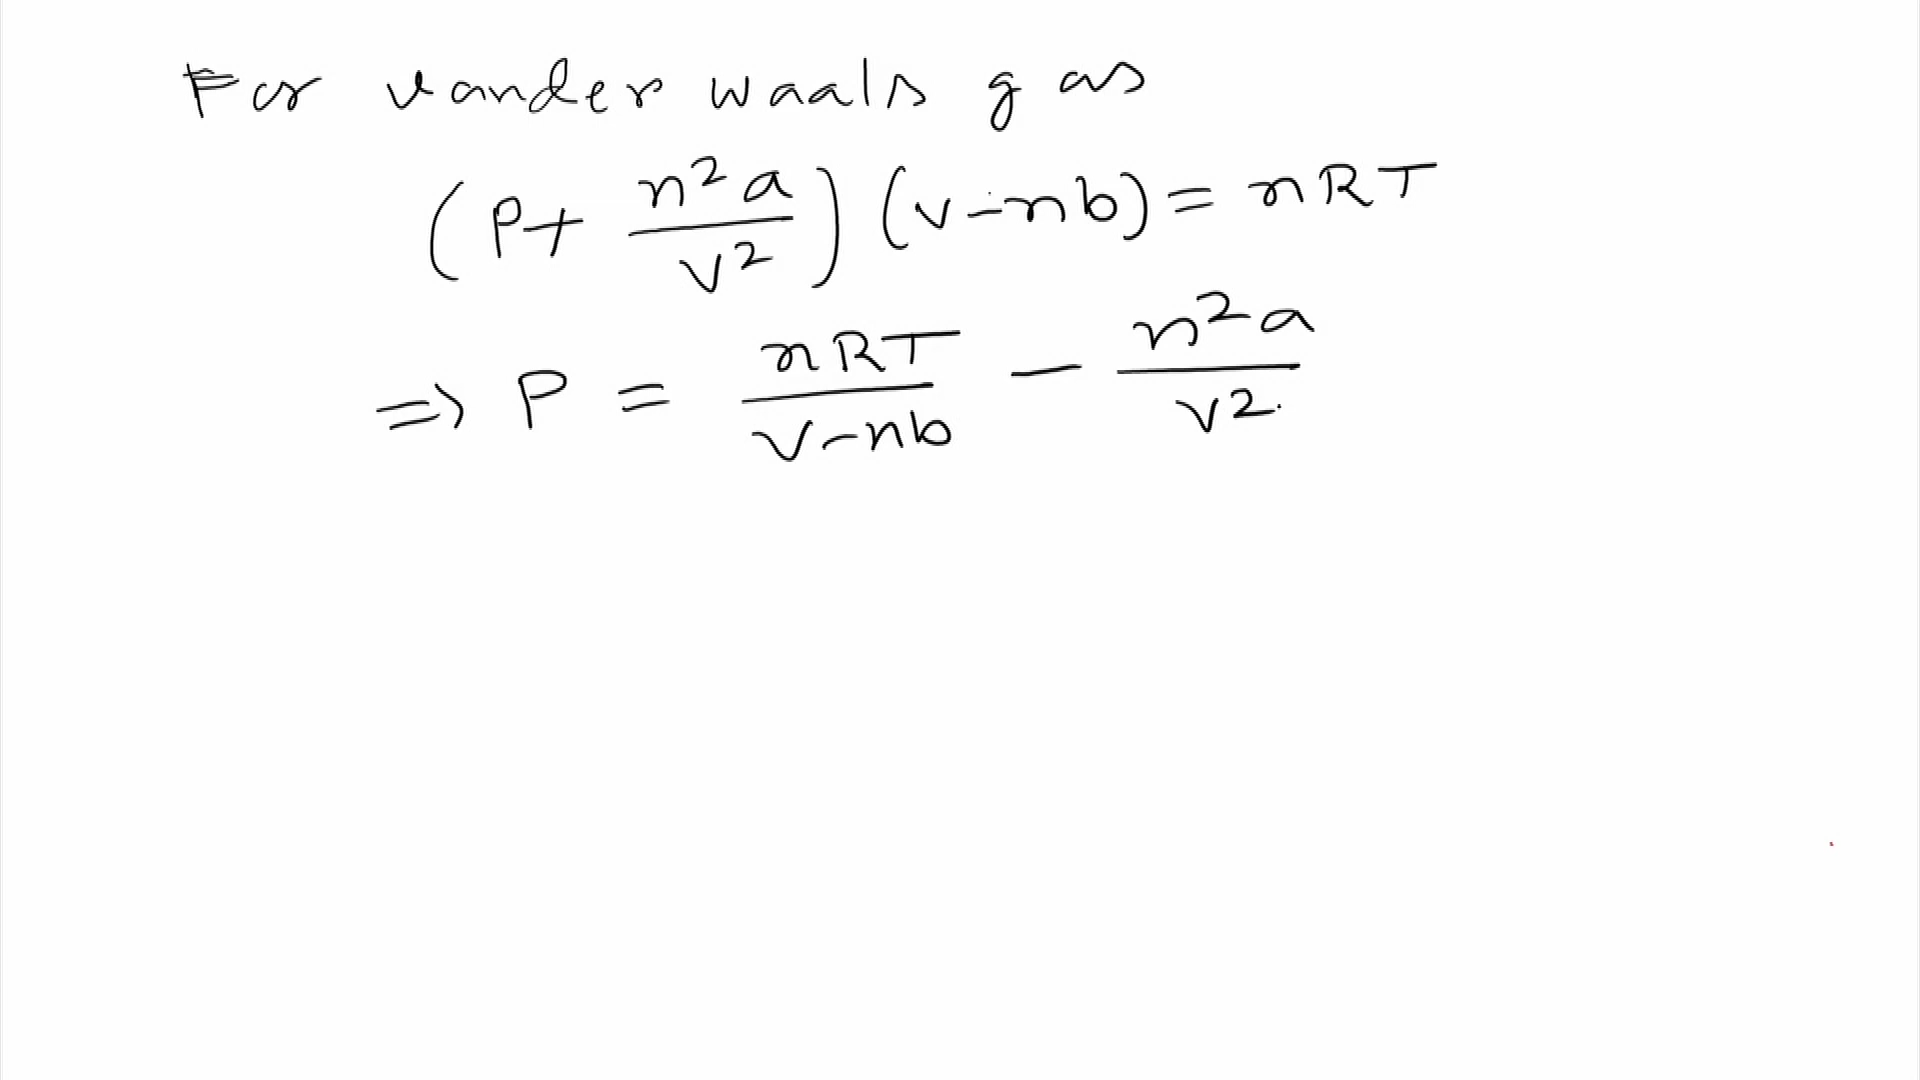 For vander waals gas
(P + n²a/v²) (v-nb) = nRT
=> P = nRT/v-nb - n²a/v²